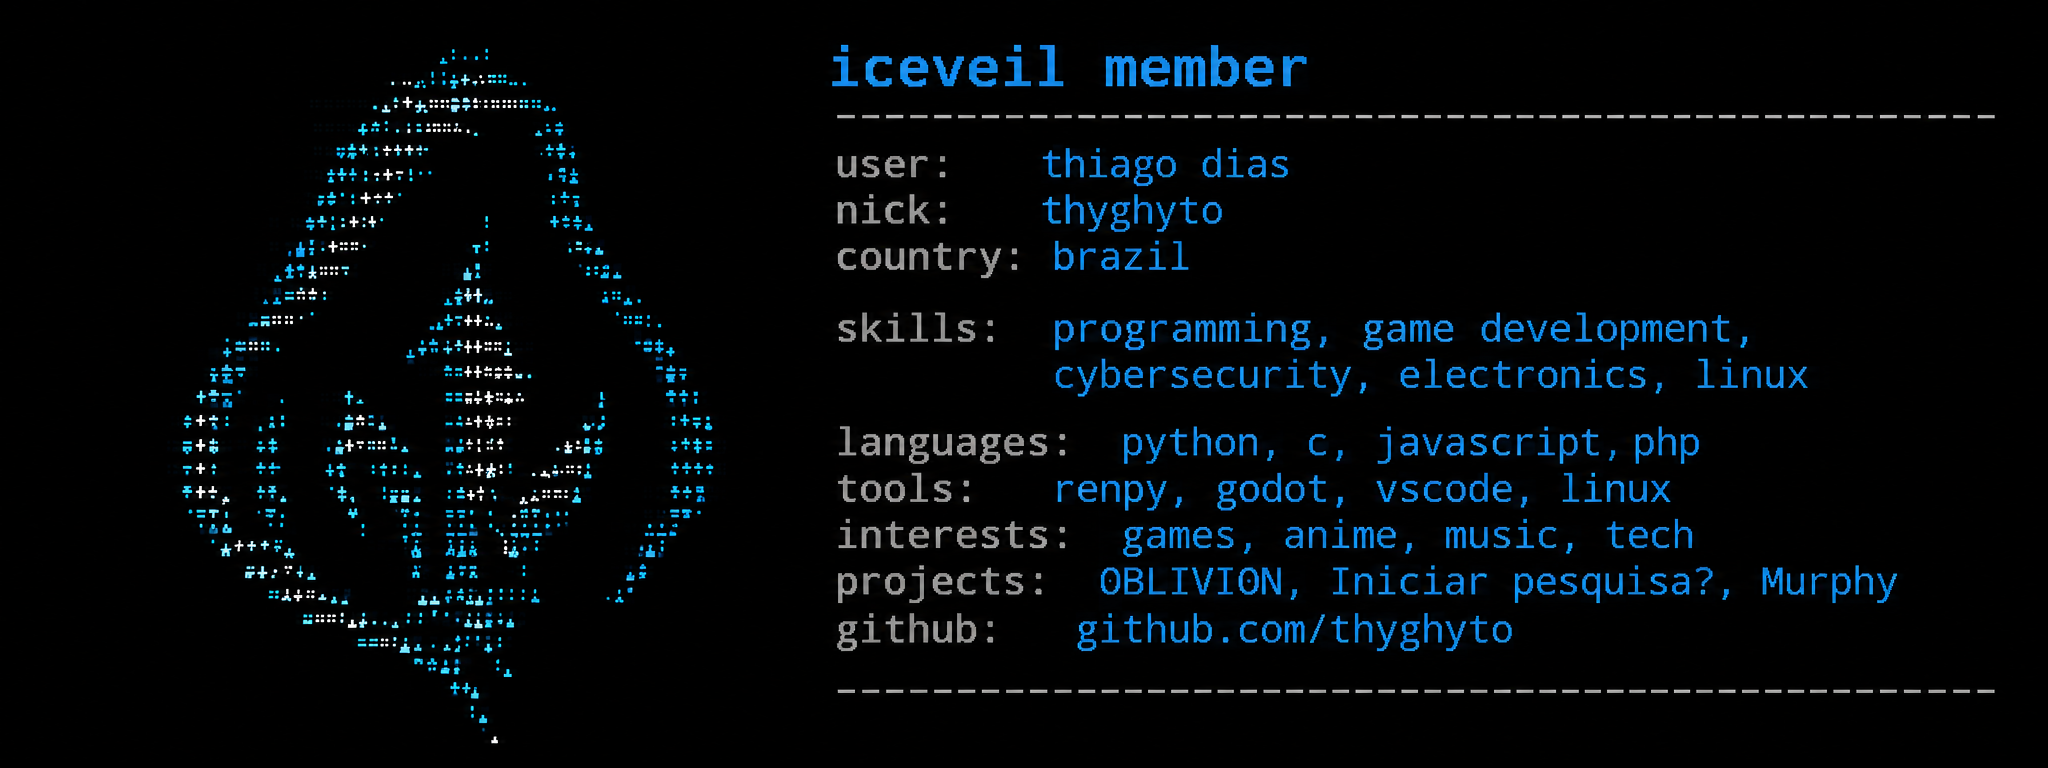 iceveil member
user: thiago dias
nick: thyghyto
country: brazil
skills: programming, game development,
cybersecurity, electronics, linux
languages: python, c, javascript, php
tools: renpy, godot, vscode, linux
interests: games, anime, music, tech
projects: OBLIVION, Iniciar pesquisa?, Murphy
github: github.com/thyghyto